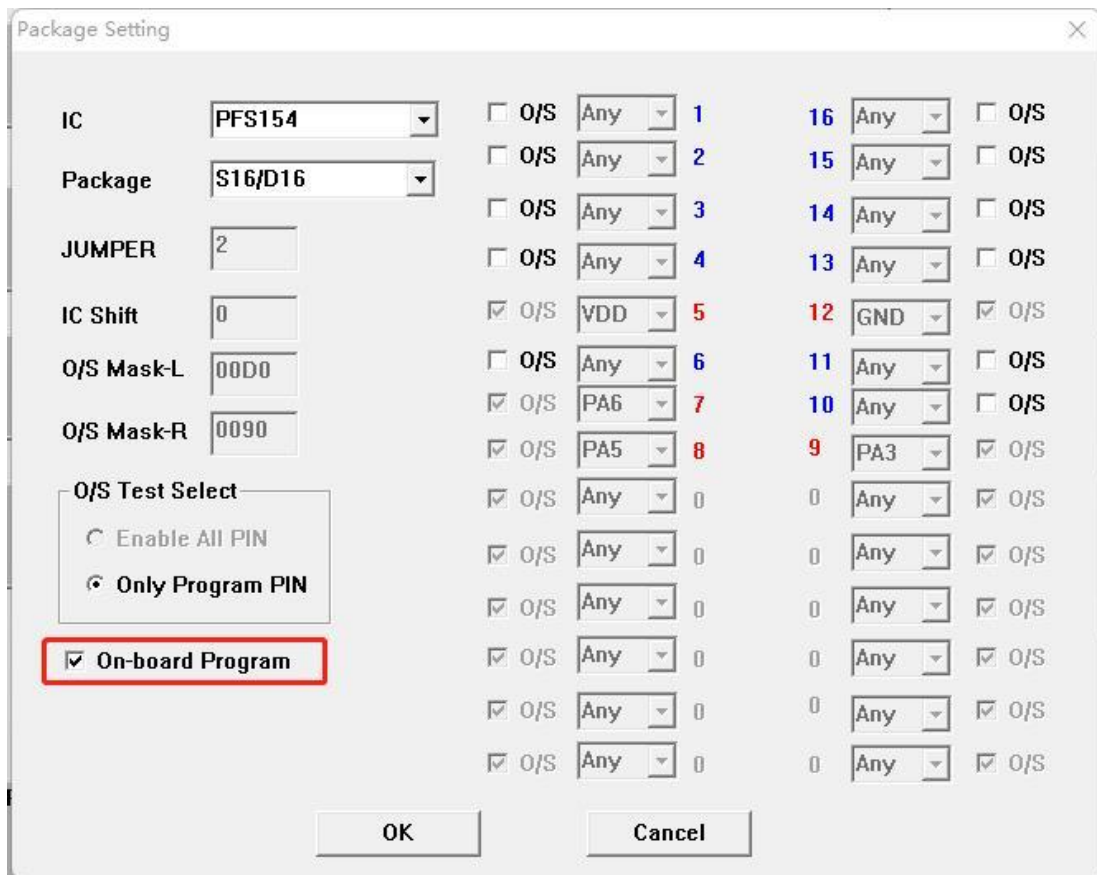 Package Setting
IC PFS154
Package S16/D16
JUMPER 2
IC Shift 0
O/S Mask-L 00D0
O/S Mask-R 0090
O/S Test Select
Enable All PIN
Only Program PIN
On-board Program
O/S Any 1 16 Any O/S
O/S Any 2 15 Any O/S
O/S Any 3 14 Any O/S
O/S Any 4 13 Any O/S
O/S VDD 5 12 GND O/S
O/S Any 6 11 Any O/S
O/S PA6 7 10 Any O/S
O/S PA5 8 9 PA3 O/S
O/S Any 0 0 Any O/S
O/S Any 0 0 Any O/S
O/S Any 0 0 Any O/S
O/S Any 0 0 Any O/S
O/S Any 0 0 Any O/S
O/S Any 0 0 Any O/S
OK Cancel